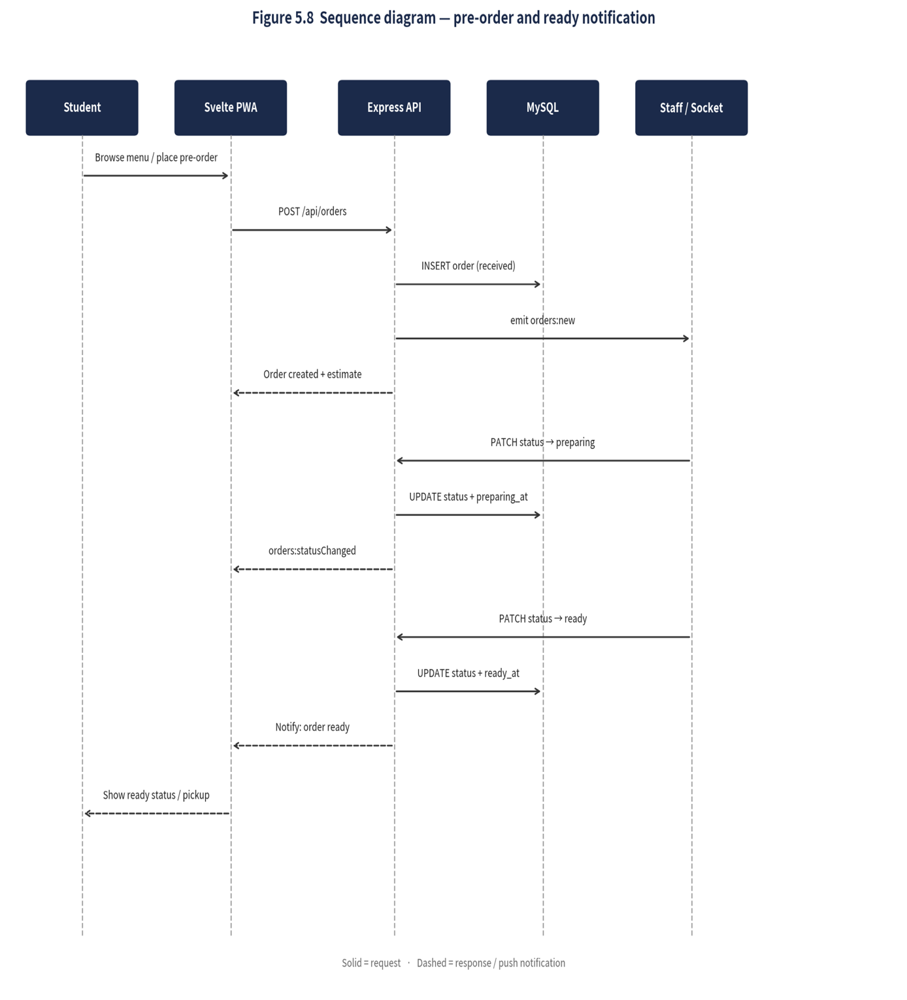 Figure 5.8  Sequence diagram — pre-order and ready notification
Student
Svelte PWA
Express API
MySQL
Staff / Socket
Browse menu / place pre-order
POST /api/orders
INSERT order (received)
emit orders:new
Order created + estimate
PATCH status → preparing
UPDATE status + preparing_at
orders:statusChanged
PATCH status → ready
UPDATE status + ready_at
Notify: order ready
Show ready status / pickup
Solid = request  ·  Dashed = response / push notification